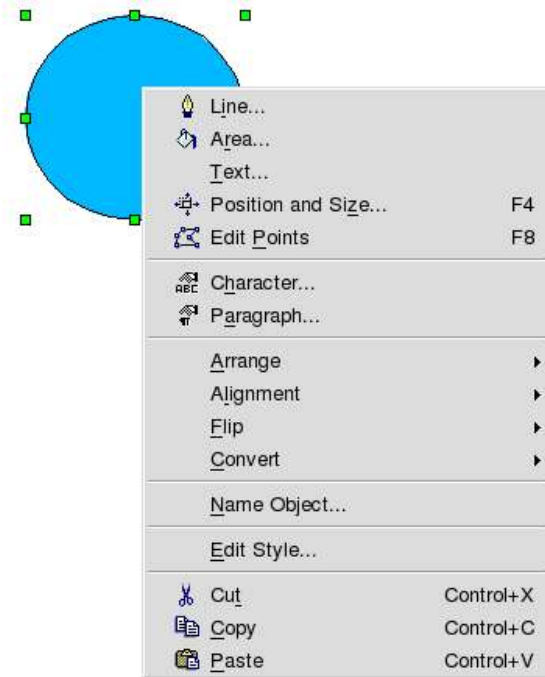 Line...
Area...
Text...
Position and Size... F4
Edit Points F8
ABC Character...
Paragraph...
Arrange
Alignment
Flip
Convert
Name Object...
Edit Style...
Cut Control+X
Copy Control+C
Paste Control+V